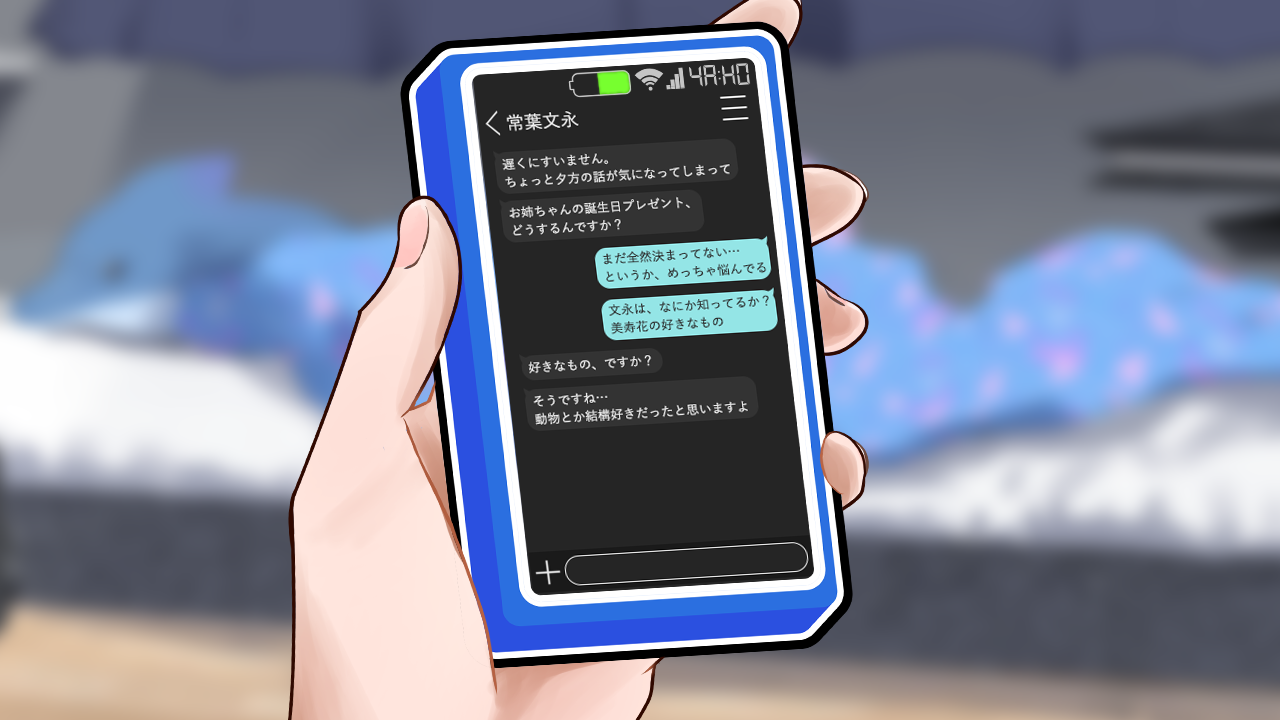 4A:H0
常葉文永
遅くにすいません。
ちょっと夕方の話が気になってしまって
お姉ちゃんの誕生日プレゼント、
どうするんですか？
まだ全然決まってない…
というか、めっちゃ悩んでる
文永は、なにか知ってるか？
美寿花の好きなもの
好きなもの、ですか？
そうですね…
動物とか結構好きだったと思いますよ